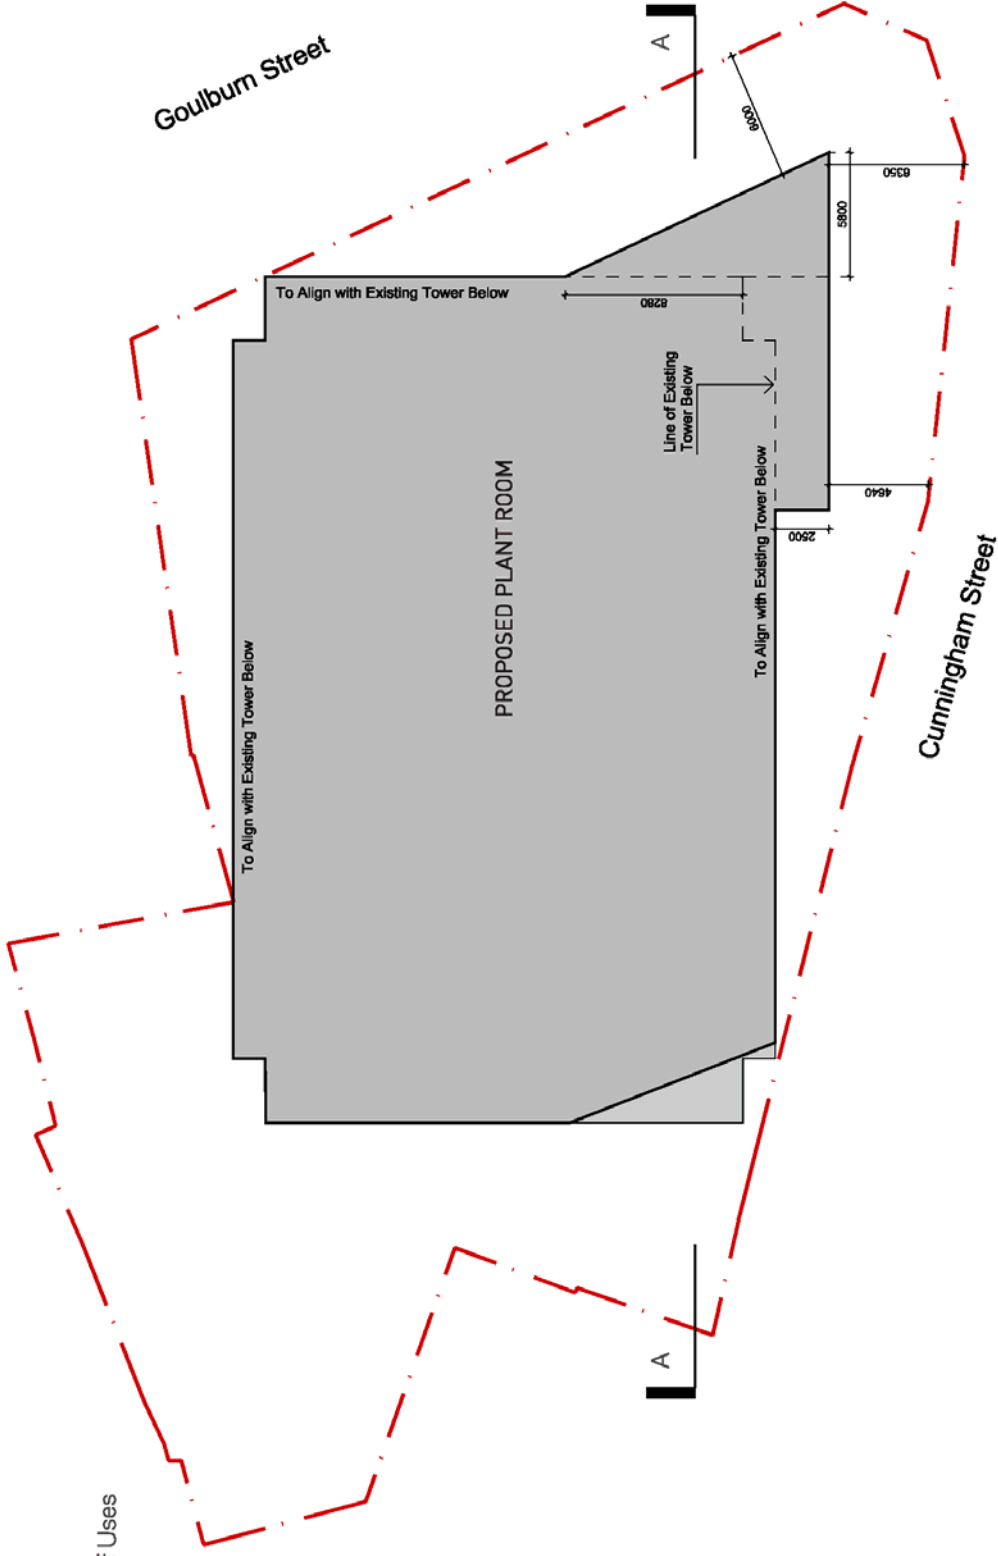 Goulburn Street
A
6000
6350
5800
To Align with Existing Tower Below
8280
Line of Existing
Tower Below
PROPOSED PLANT ROOM
To Align with Existing Tower Below
4640
2500
Cunningham Street
To Align with Existing Tower Below
A
Uses